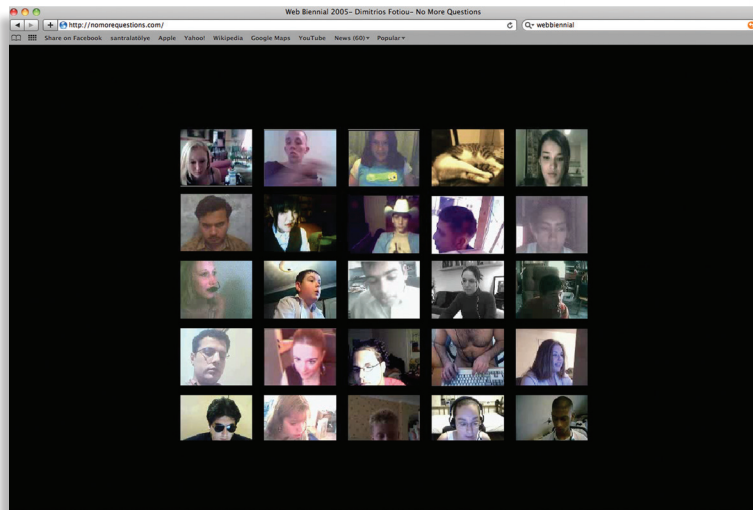 Web Biennial 2005- Dimitrios Fotiou- No More Questions
http://nomorequestions.com/
webbiennial
Share on Facebook santralatölye Apple Yahoo! Wikipedia Google Maps YouTube News (60) Popular